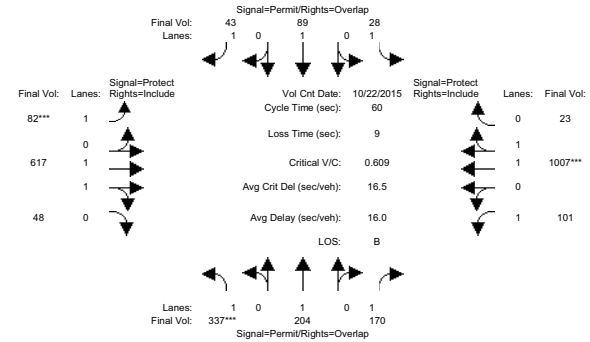 Signal=Permit/Rights=Overlap
Final Vol: 43 89 28
Lanes: 1 0 1 0 1
Signal=Protect
Final Vol: Lanes: Rights=Include
Vol Cnt Date: 10/22/2015
Signal=Protect
Rights=Include Lanes: Final Vol:
Cycle Time (sec): 60
82*** 1
0 23
Loss Time (sec): 9
0
1
617 1
Critical V/C: 0.609
1 1007***
1
Avg Crit Del (sec/veh): 16.5
0
48 0
Avg Delay (sec/veh): 16.0
1 101
LOS: B
Lanes: 1 0 1 0 1
Final Vol: 337*** 204 170
Signal=Permit/Rights=Overlap